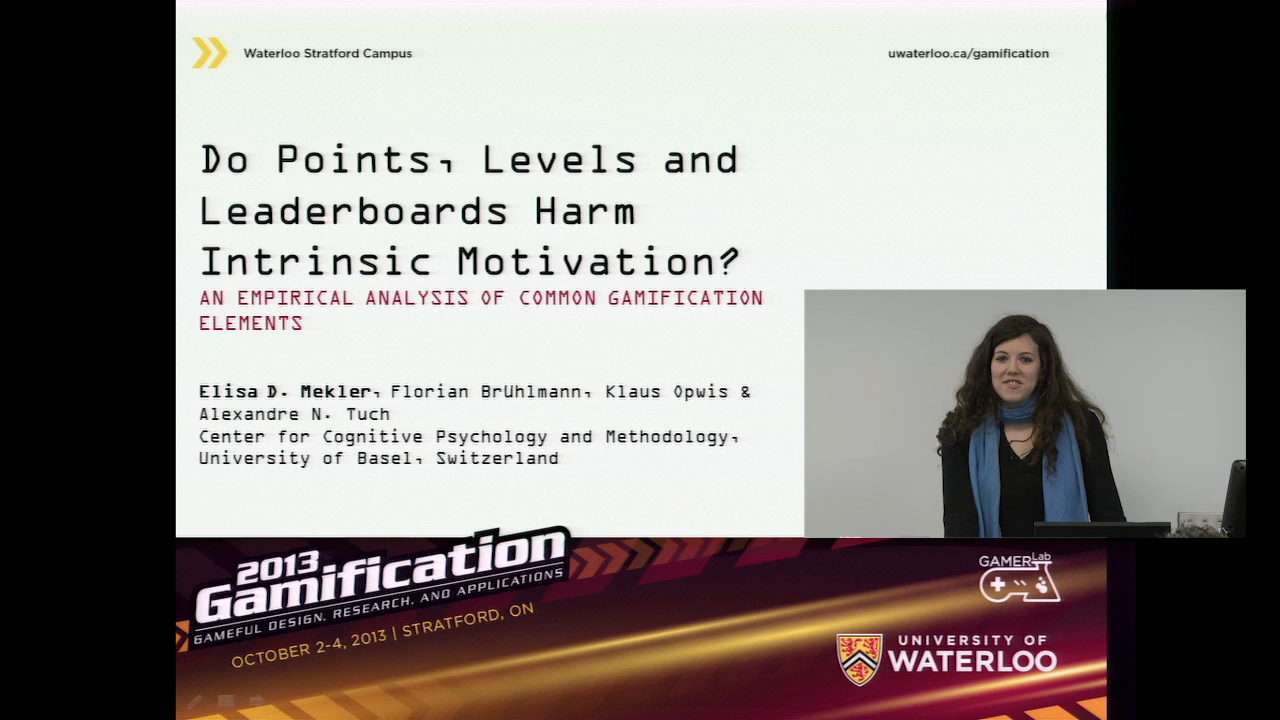 Waterloo Stratford Campus
uwaterloo.ca/gamification
Do Points, Levels and
Leaderboards Harm
Intrinsic Motivation?
AN EMPIRICAL ANALYSIS OF COMMON GAMIFICATION
ELEMENTS
Elisa D. Mekler, Florian Brühlmann, Klaus Opwis &
Alexandre N. Tuch
Center for Cognitive Psychology and Methodology,
University of Basel, Switzerland
2013
Gamification
GAMEFUL DESIGN, RESEARCH, AND APPLICATIONS
OCTOBER 2-4, 2013 | STRATFORD, ON
GAMER Lab
UNIVERSITY OF
WATERLOO